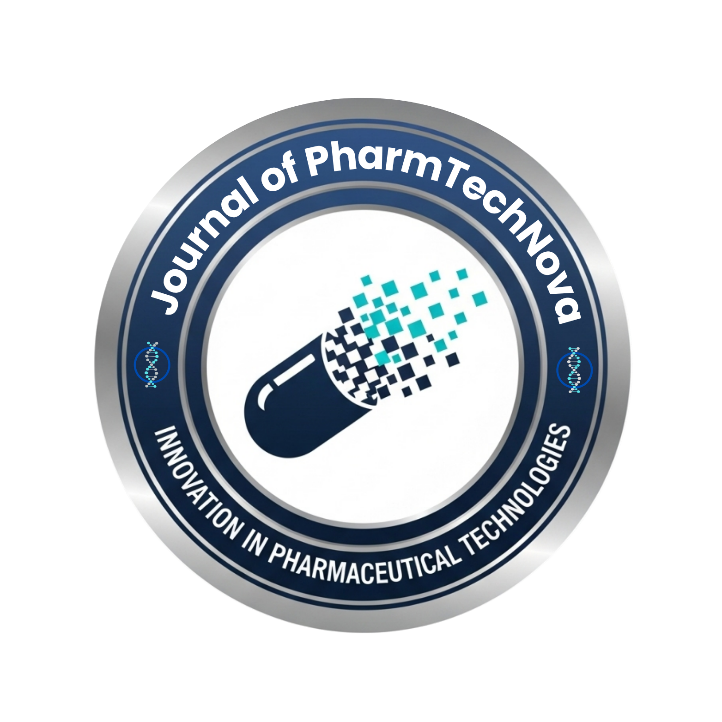 Journal of PharmTechNova
INNOVATION IN PHARMACEUTICAL TECHNOLOGIES